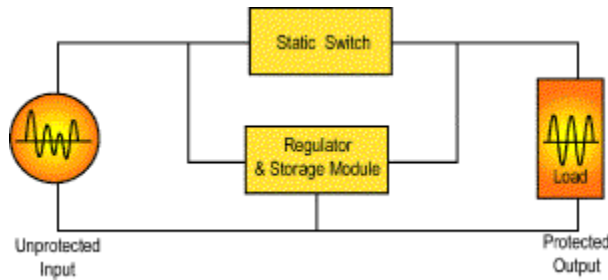 Static Switch
Regulator
& Storage Module
Load
Unprotected
Input
Protected
Output